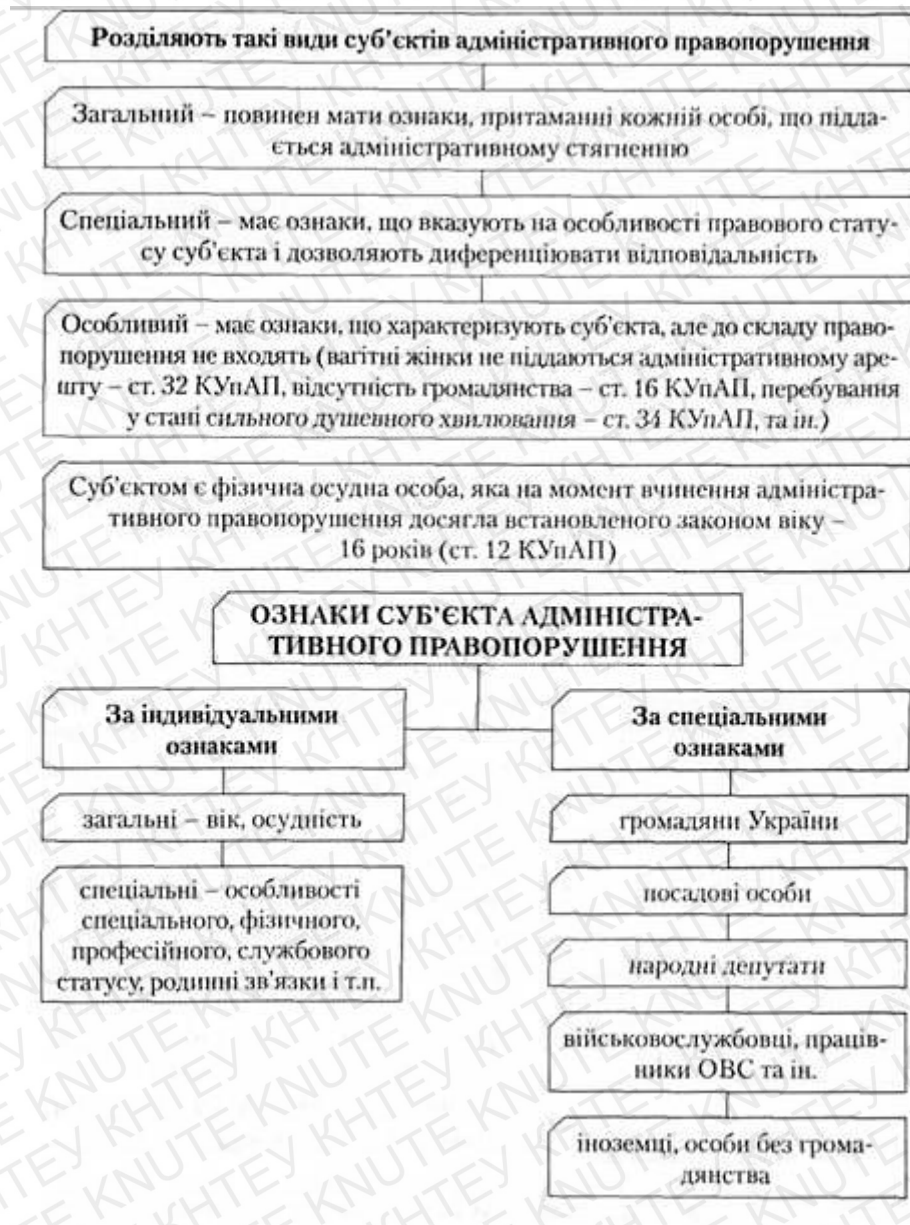 Розділяють такі види суб’єктів адміністративного правопорушення
Загальний – повинен мати ознаки, притаманні кожній особі, що підда-
ється адміністративному стягненню
Спеціальний – має ознаки, що вказують на особливості правового стату-
су суб’єкта і дозволяють диференціювати відповідальність
Особливий – має ознаки, що характеризують суб’єкта, але до складу право-
порушення не входять (вагітні жінки не піддаються адміністративному аре-
шту – ст. 32 КУпАП, відсутність громадянства – ст. 16 КУпАП, перебування
у стані сильного душевного хвилювання – ст. 34 КУпАП, та ін.)
Суб’єктом є фізична осудна особа, яка на момент вчинення адміністра-
тивного правопорушення досягла встановленого законом віку –
16 років (ст. 12 КУпАП)
ОЗНАКИ СУБ’ЄКТА АДМІНІСТРА-
ТИВНОГО ПРАВОПОРУШЕННЯ
За індивідуальними
ознаками
загальні – вік, осудність
спеціальні – особливості
спеціального, фізичного,
професійного, службового
статусу, родинні зв’язки і т.п.
За спеціальними
ознаками
громадяни України
посадові особи
народні депутати
військовослужбовці, праців-
ники ОВС та ін.
іноземці, особи без грома-
дянства